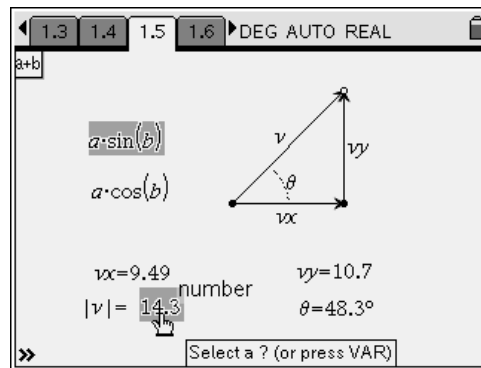 1.3 1.4 1.5 1.6 DEG AUTO REAL
a+b
a·sin(b)
a·cos(b)
v
vy
θ
vx
vx=9.49
vy=10.7
number
|v|= 14.3
θ=48.3°
Select a ? (or press VAR)